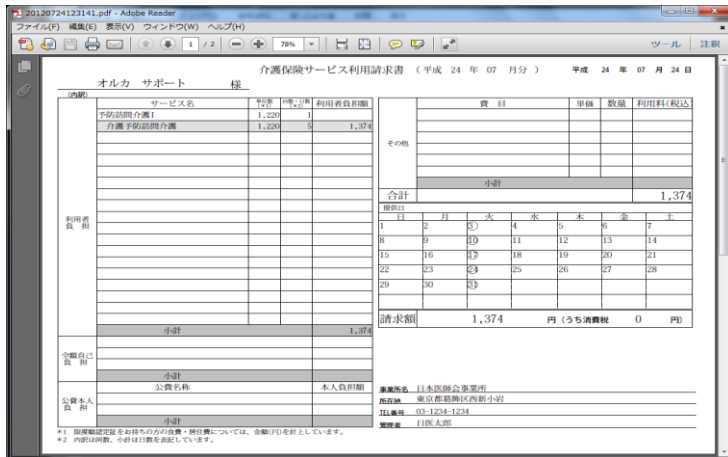 20120724123141.pdf - Adobe Reader
ファイル(F) 編集(E) 表示(V) ウィンドウ(W) ヘルプ(H)
1 / 2 78% ツール 注釈
介護保険サービス利用請求書 (平成 24 年 07 月分) 平成 24 年 07 月 24 日
オルカ サポート 様
(内訳)
サービス名 単位数(*1) 回数・日数(*2) 利用者負担額
予防訪問介護1 1,220 1
介護予防訪問介護 1,220 5 1,374
利用者負担
小計 1,374
全額自己負担
小計
公費名称 本人負担額
公費本人負担
小計
*1 限度額認定証をお持ちの方の食費・居住費については、金額(円)を計上しています。
*2 内訳は回数、小計は日数を表記しています。
費目 単価 数量 利用料(税込)
その他
小計
合計 1,374
提供日
日 月 火 水 木 金 土
1 2 3 4 5 6 7
8 9 10 11 12 13 14
15 16 17 18 19 20 21
22 23 24 25 26 27 28
29 30 31
請求額 1,374 円 (うち消費税 0 円)
事業所名 日本医師会事業所
所在地 東京都葛飾区西新小岩
TEL番号 03-1234-1234
管理者 日医太郎